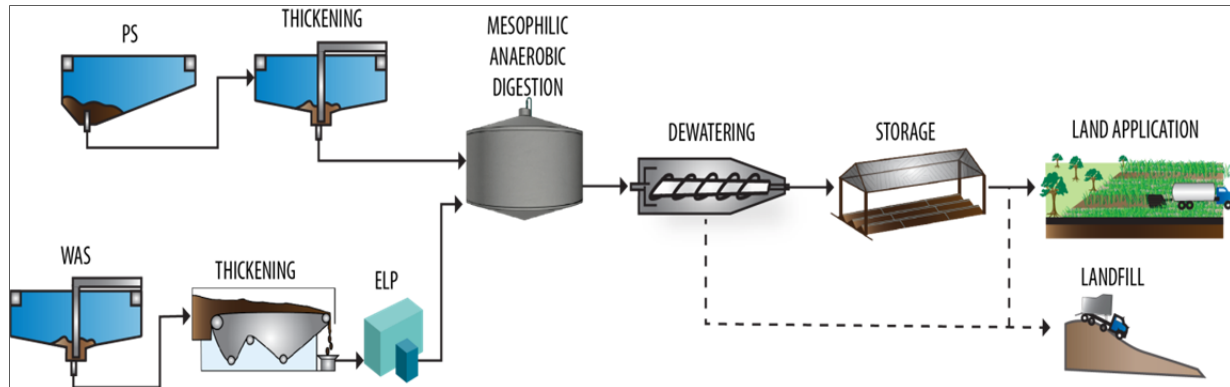 PS
THICKENING
MESOPHILIC
ANAEROBIC
DIGESTION
DEWATERING
STORAGE
LAND APPLICATION
WAS
THICKENING
ELP
LANDFILL